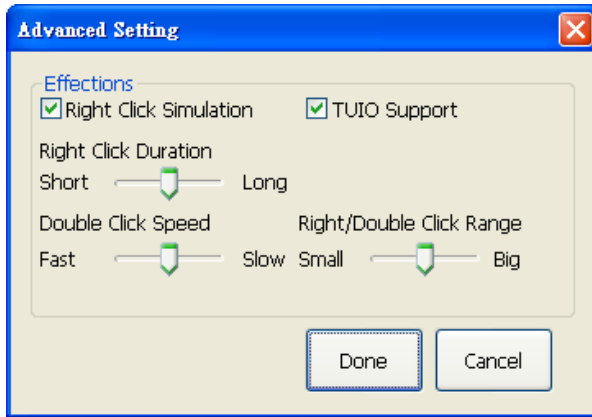 Advanced Setting
Effections
Right Click Simulation TUIO Support
Right Click Duration
Short Long
Double Click Speed Right/Double Click Range
Fast Slow Small Big
Done Cancel